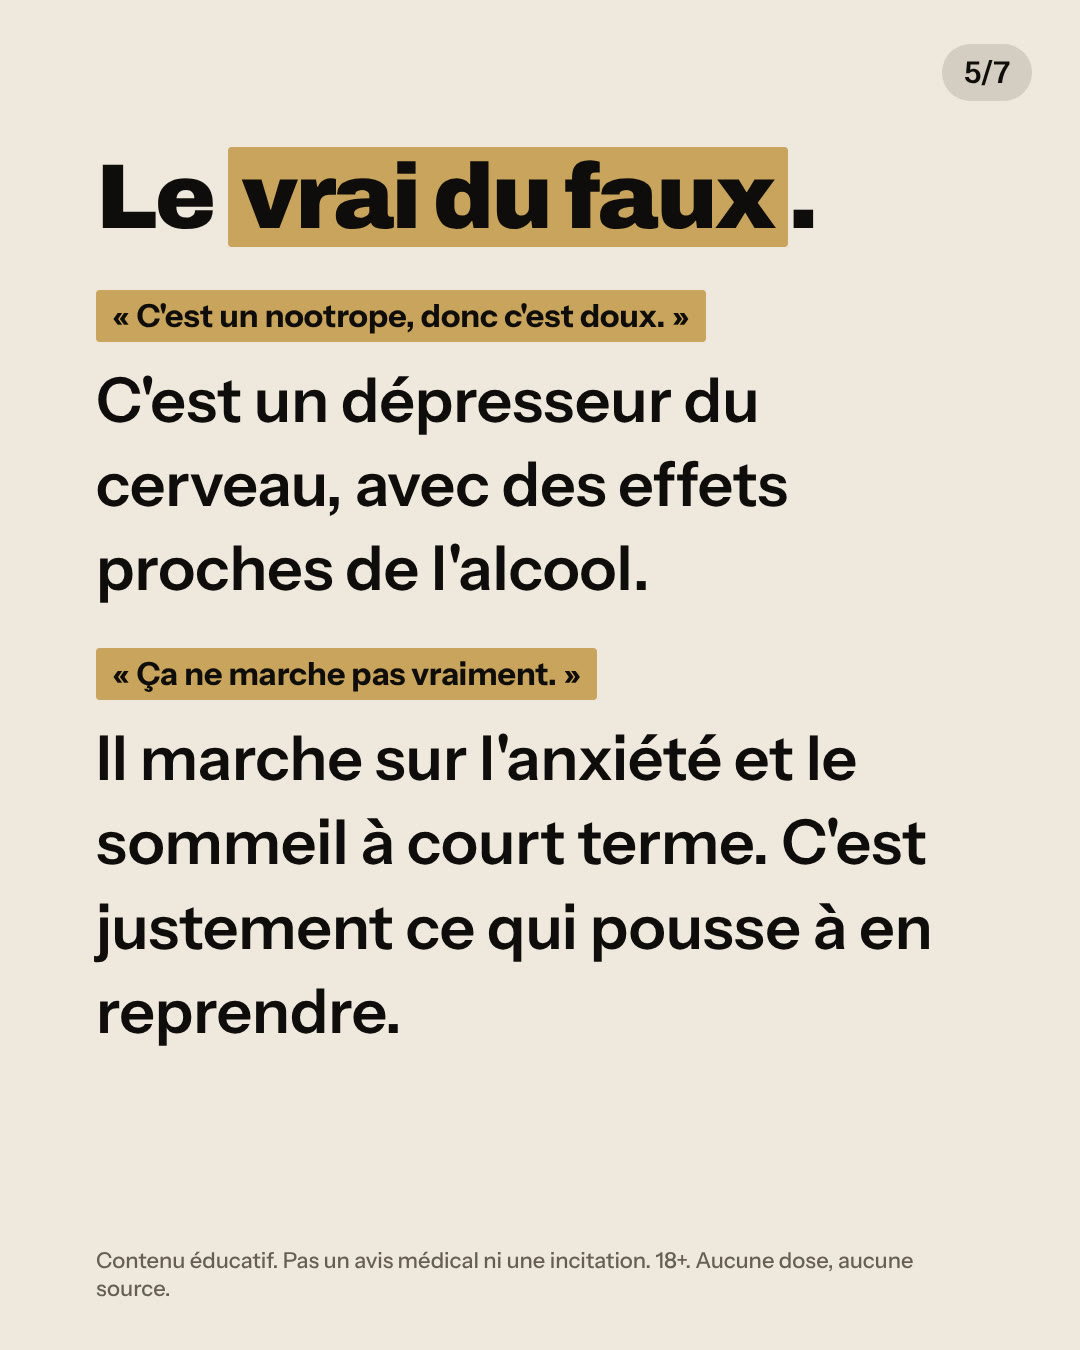 5/7
Le vrai du faux.
« C'est un nootrope, donc c'est doux. »
C'est un dépresseur du
cerveau, avec des effets
proches de l'alcool.
« Ça ne marche pas vraiment. »
Il marche sur l'anxiété et le
sommeil à court terme. C'est
justement ce qui pousse à en
reprendre.
Contenu éducatif. Pas un avis médical ni une incitation. 18+. Aucune dose, aucune
source.